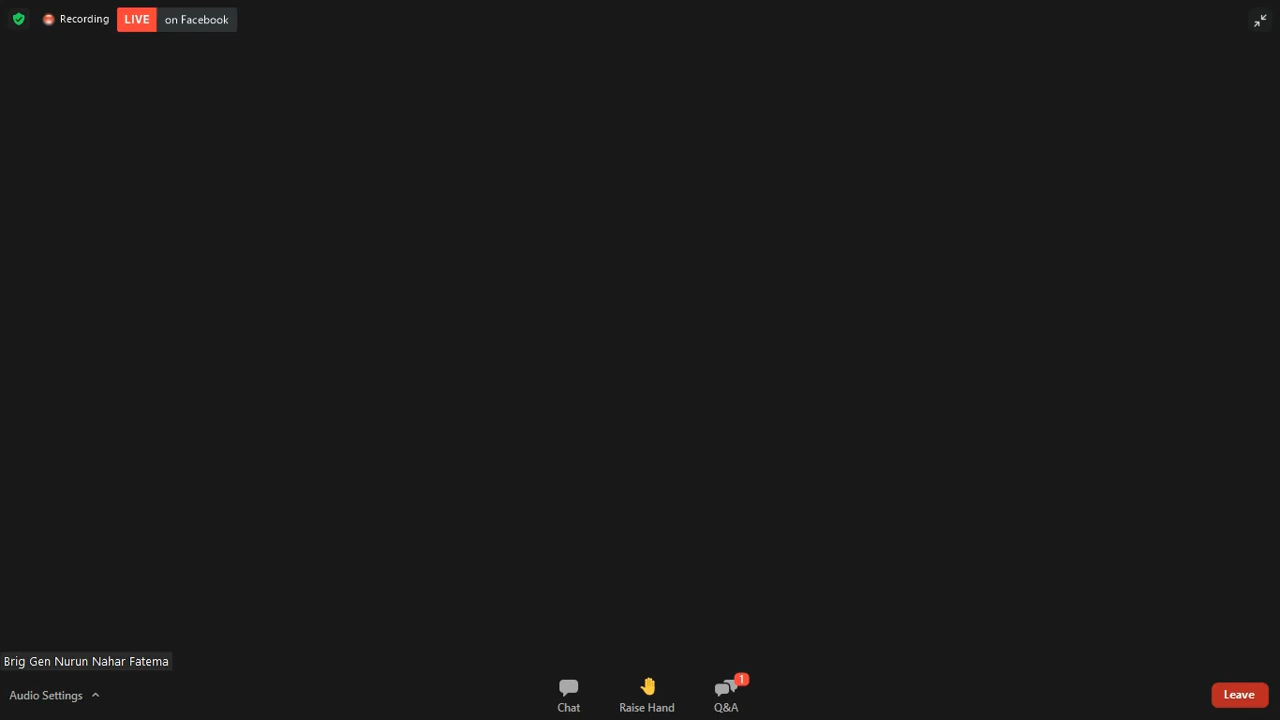 Recording
LIVE on Facebook
Brig Gen Nurun Nahar Fatema
Audio Settings
Chat
Raise Hand
1
Q&A
Leave